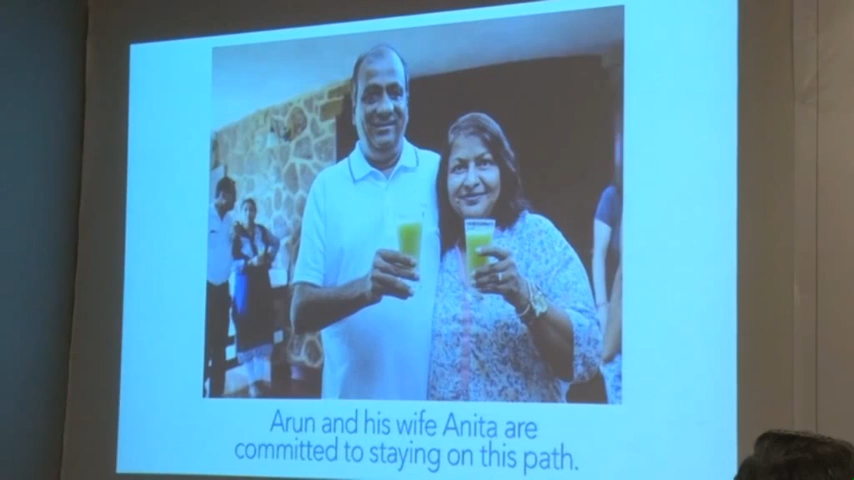 Arun and his wife Anita are
committed to staying on this path.